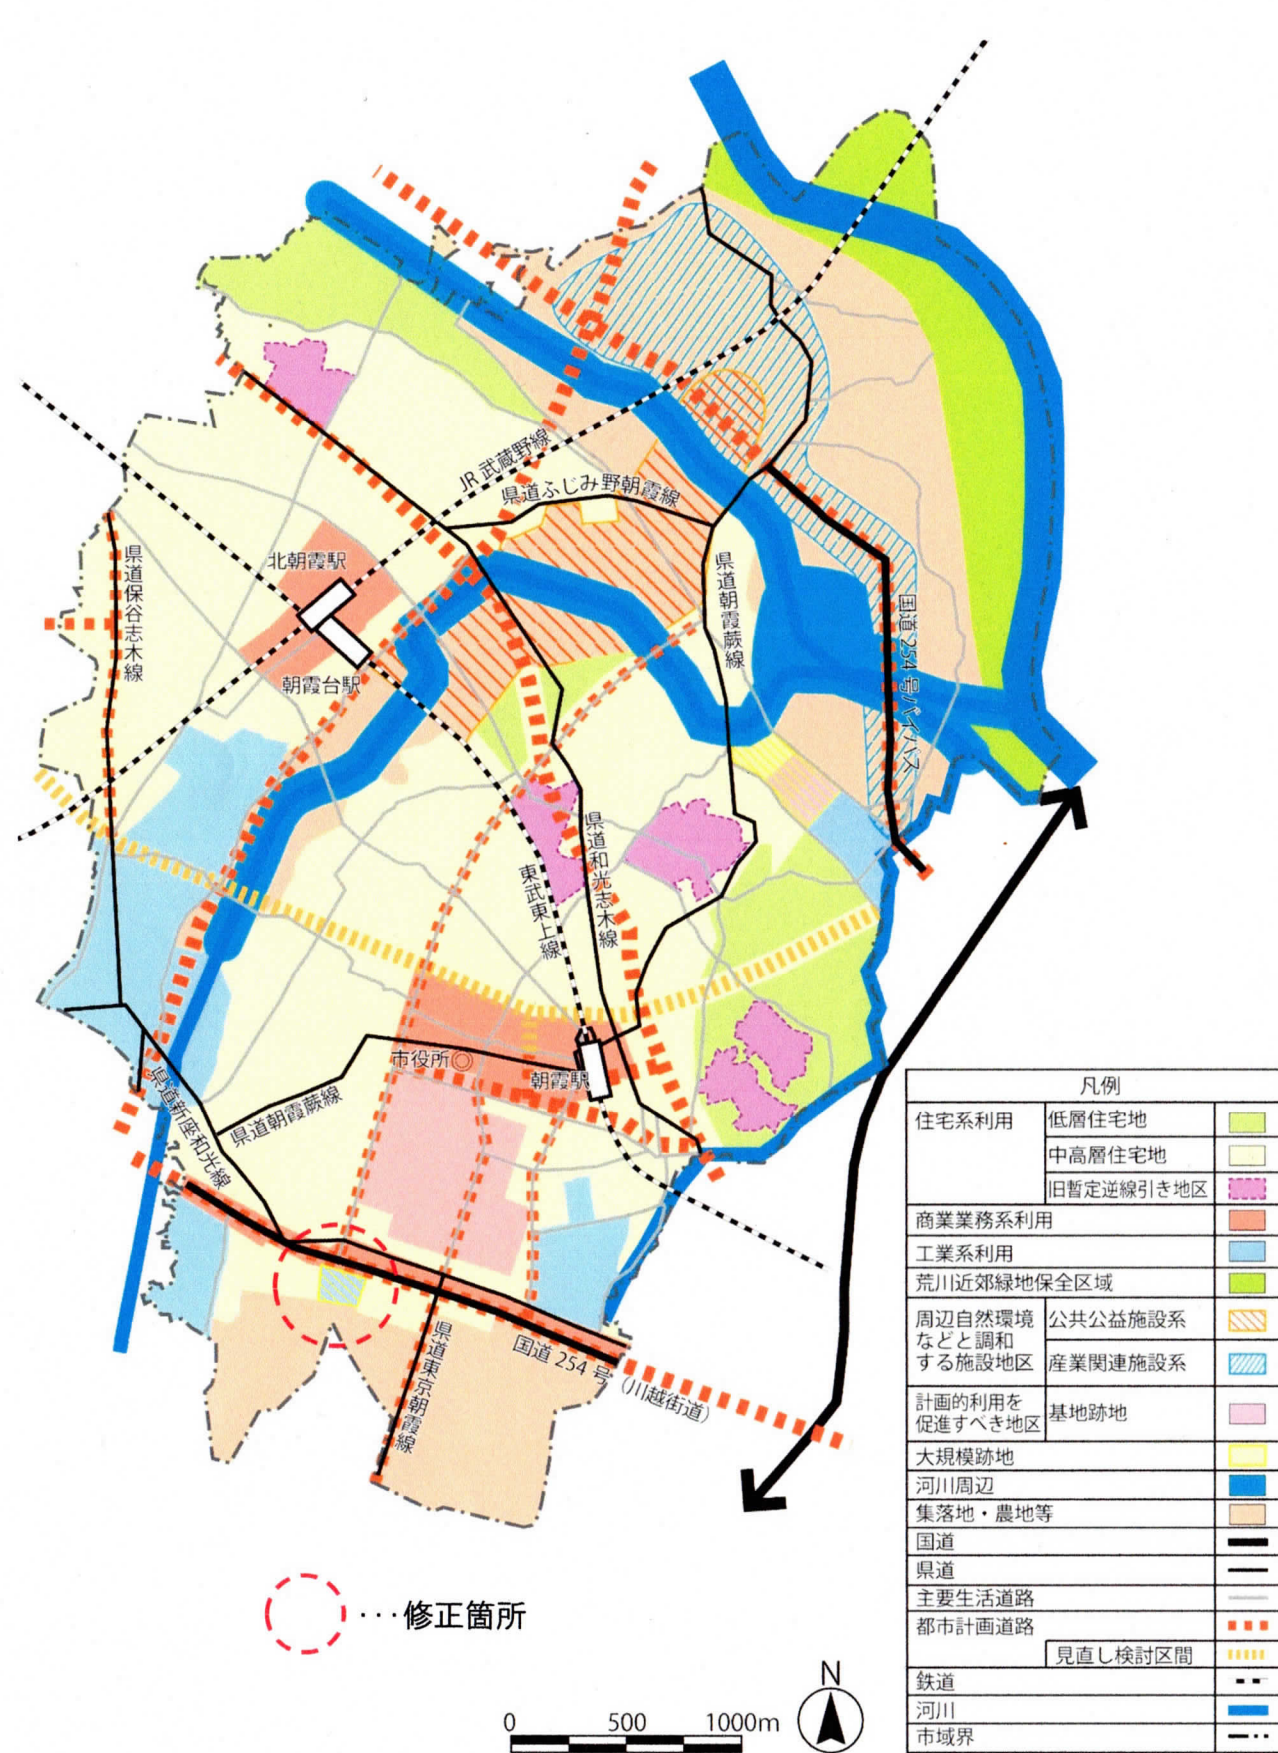 JR 武蔵野線
県道ふじみ野朝霞線
北朝霞駅
県道保谷志木線
県道朝霞蕨線
国道 254 号バイパス
朝霞台駅
県道和光志木線
東武東上線
市役所◎
朝霞駅
県道新座和光線
県道朝霞蕨線
国道 254 号（川越街道）
県道東京朝霞線
凡例
住宅系利用 低層住宅地
中高層住宅地
旧暫定逆線引き地区
商業業務系利用
工業系利用
荒川近郊緑地保全区域
周辺自然環境
などと調和
する施設地区
公共公益施設系
産業関連施設系
計画的利用を
促進すべき地区
基地跡地
大規模跡地
河川周辺
集落地・農地等
国道
県道
主要生活道路
都市計画道路
見直し検討区間
鉄道
河川
市域界
･･･修正箇所
N
0 500 1000m